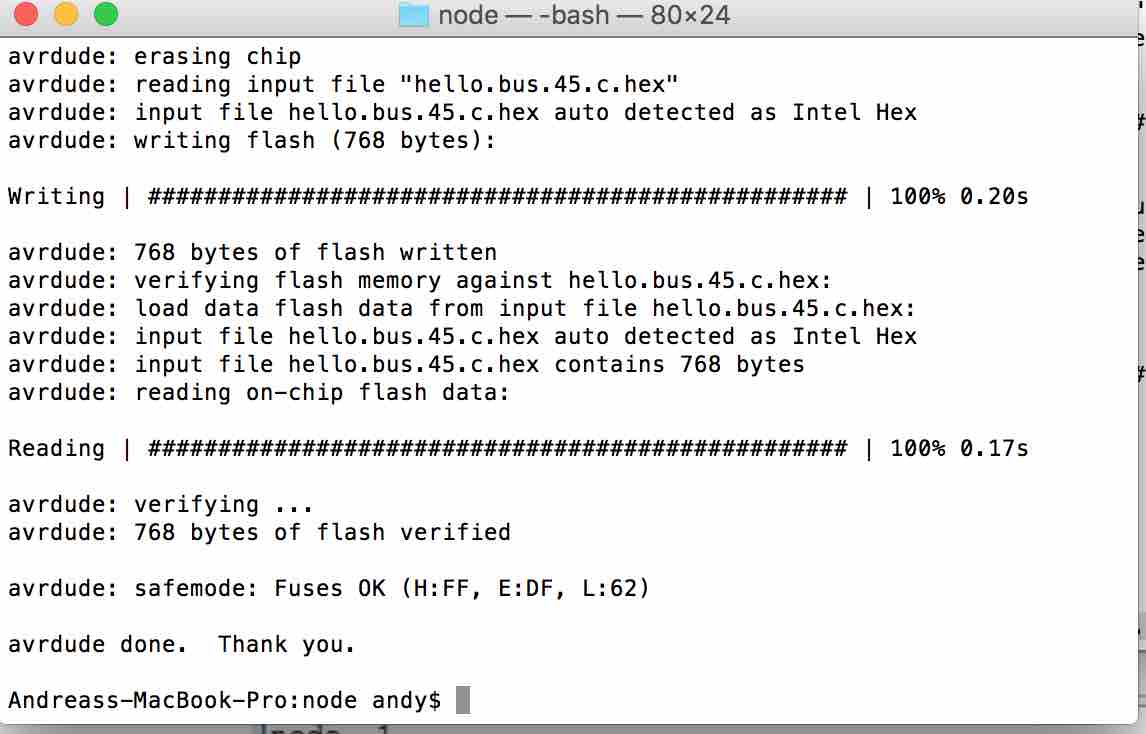 node — -bash — 80×24
avrdude: erasing chip
avrdude: reading input file "hello.bus.45.c.hex"
avrdude: input file hello.bus.45.c.hex auto detected as Intel Hex
avrdude: writing flash (768 bytes):
Writing | ################################################## | 100% 0.20s
avrdude: 768 bytes of flash written
avrdude: verifying flash memory against hello.bus.45.c.hex:
avrdude: load data flash data from input file hello.bus.45.c.hex:
avrdude: input file hello.bus.45.c.hex auto detected as Intel Hex
avrdude: input file hello.bus.45.c.hex contains 768 bytes
avrdude: reading on-chip flash data:
Reading | ################################################## | 100% 0.17s
avrdude: verifying ...
avrdude: 768 bytes of flash verified
avrdude: safemode: Fuses OK (H:FF, E:DF, L:62)
avrdude done.  Thank you.
Andreass-MacBook-Pro:node andy$